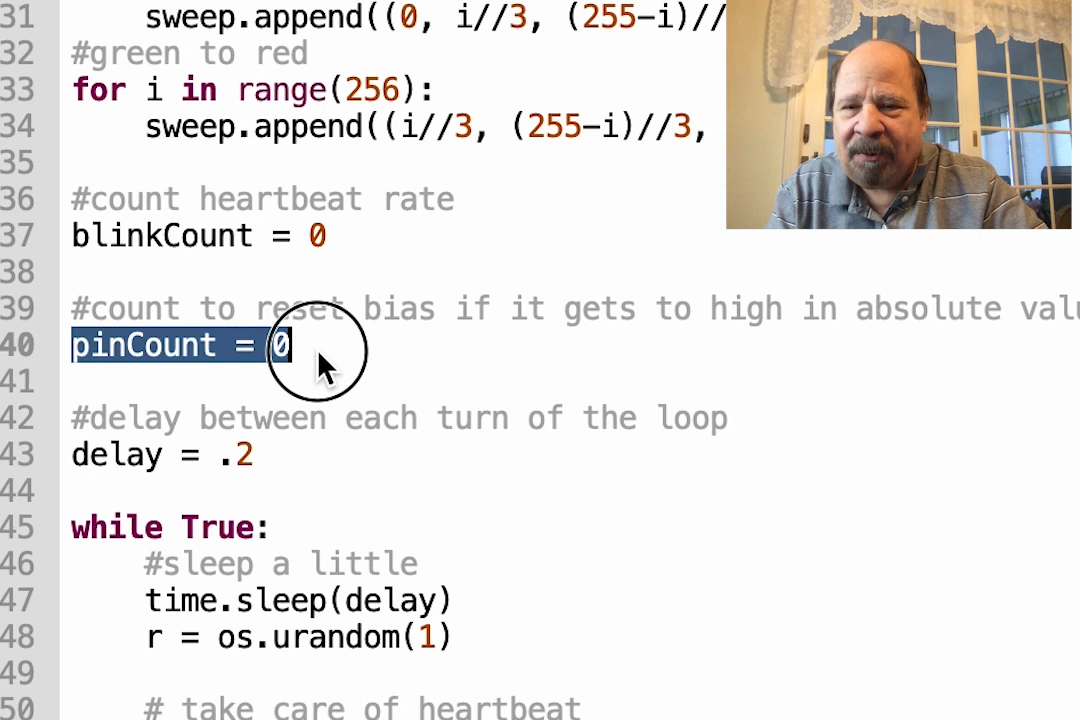 31 sweep.append((0, i//3, (255-i)//
32 #green to red
33 for i in range(256):
34 sweep.append((i//3, (255-i)//3,
35
36 #count heartbeat rate
37 blinkCount = 0
38
39 #count to reset bias if it gets to high in absolute valu
40 pinCount = 0
41
42 #delay between each turn of the loop
43 delay = .2
44
45 while True:
46 #sleep a little
47 time.sleep(delay)
48 r = os.urandom(1)
49
50 # take care of heartbeat